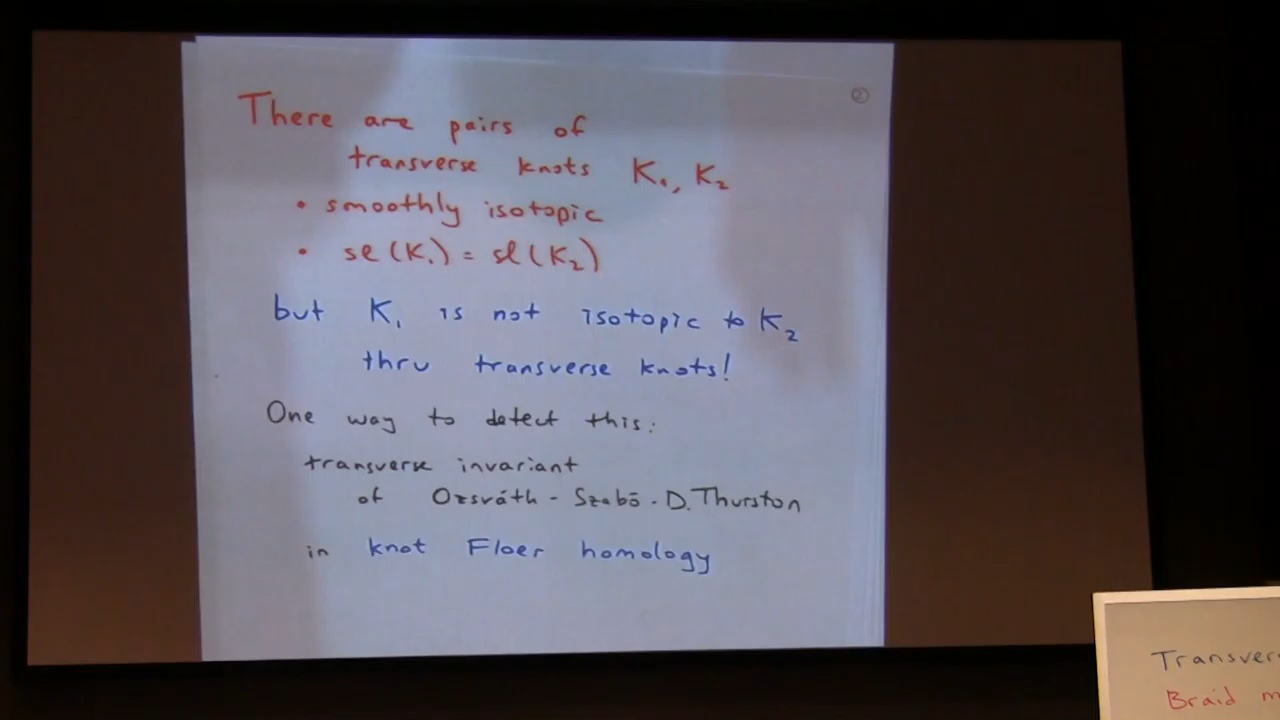 ②
There are pairs of
transverse knots K₁, K₂
• smoothly isotopic
• sl(K₁) = sl(K₂)
but K₁ is not isotopic to K₂
thru transverse knots!
One way to detect this:
transverse invariant
of Ozsváth - Szabó - D. Thurston
in knot Floer homology
Transver
Braid m